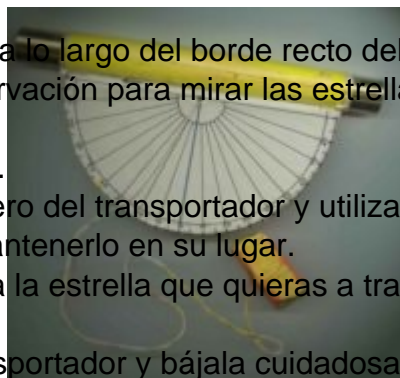 a lo largo del borde recto del
rvación para mirar las estrella
.
ero del transportador y utiliza
antenerlo en su lugar.
a la estrella que quieras a tra
sportador y bájala cuidadosa